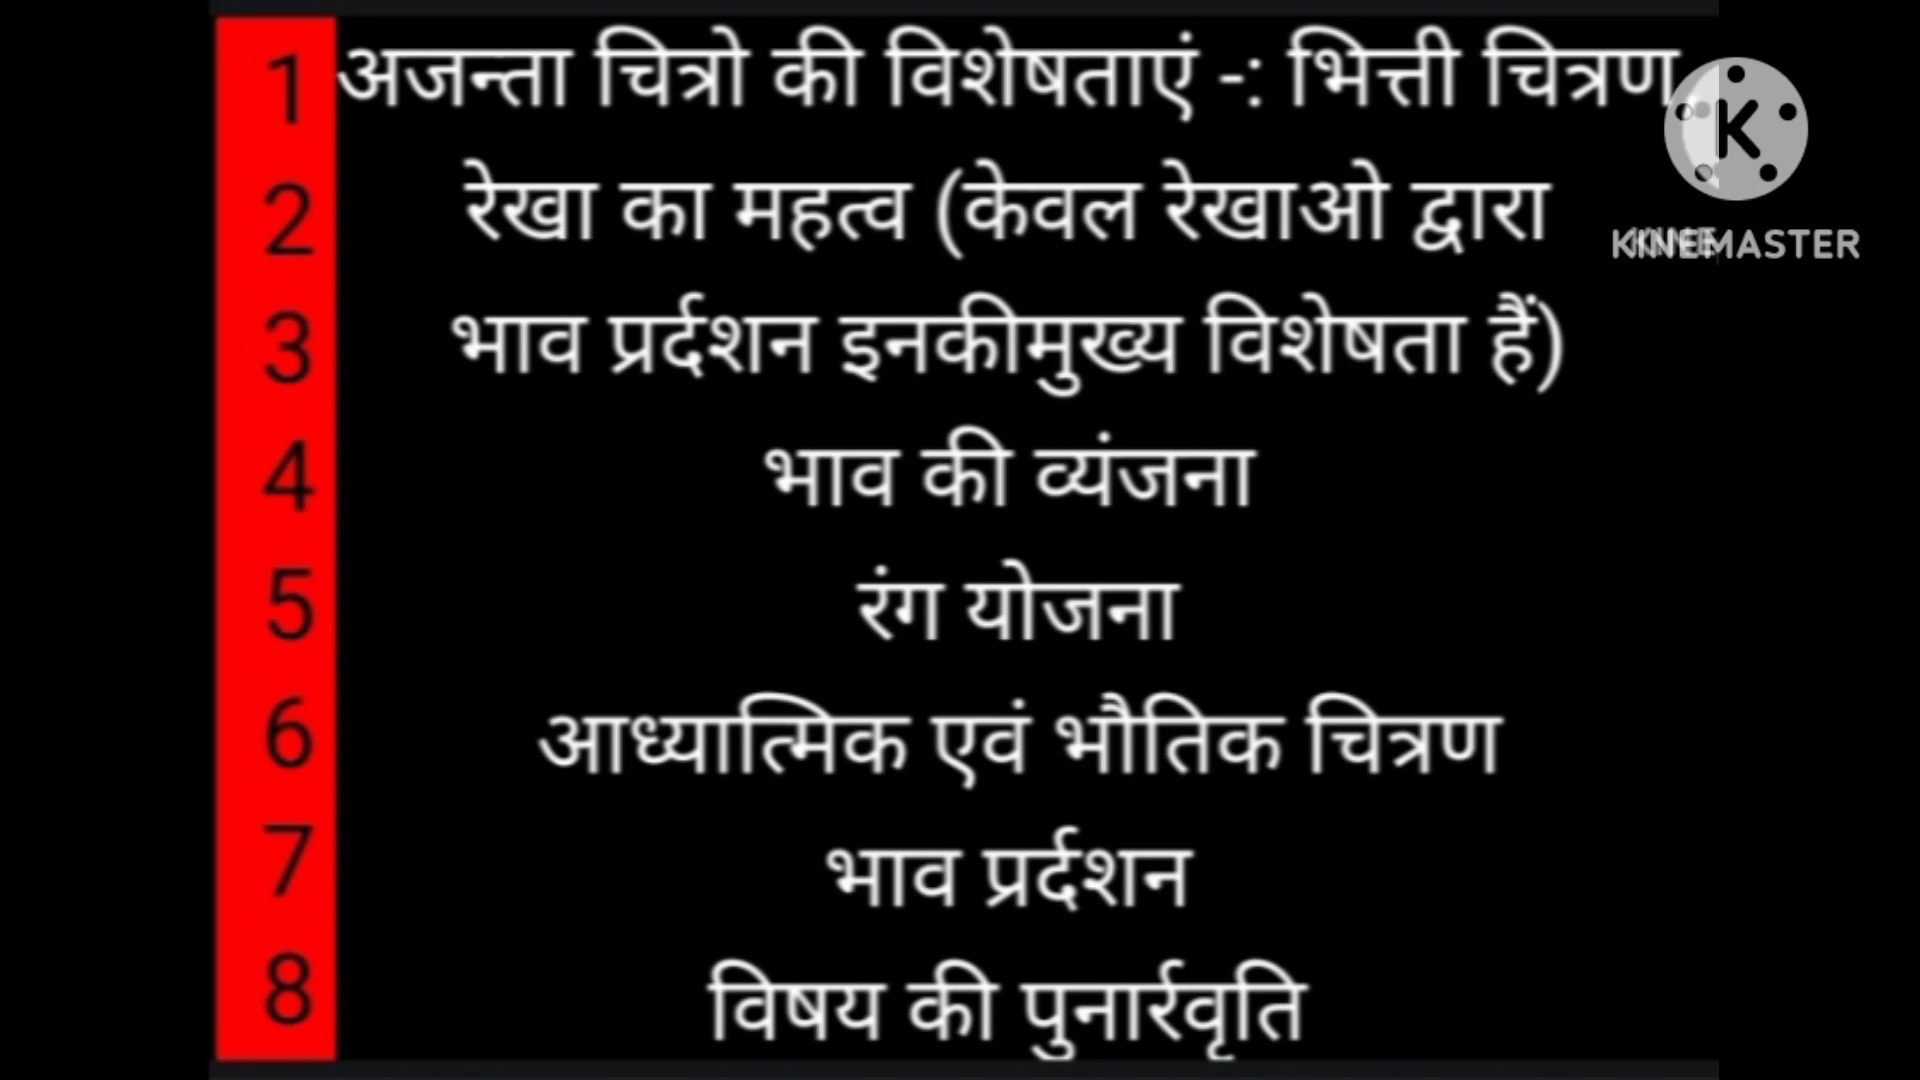 1 अजन्ता चित्रो की विशेषताएं -: भित्ती चित्रण
2 रेखा का महत्व (केवल रेखाओ द्वारा
3 भाव प्रर्दशन इनकीमुख्य विशेषता हैं)
4 भाव की व्यंजना
5 रंग योजना
6 आध्यात्मिक एवं भौतिक चित्रण
7 भाव प्रर्दशन
8 विषय की पुनार्रवृति
K
KINEMASTER